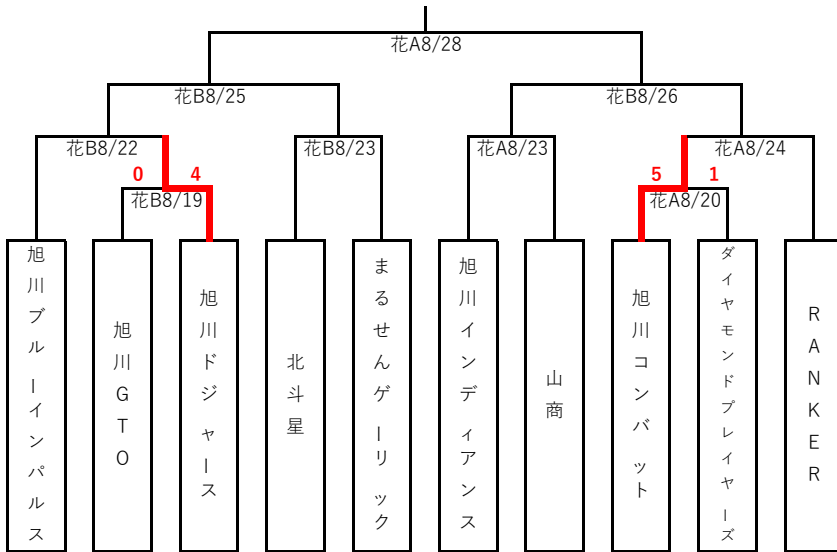 花A8/28
花B8/25
花B8/26
花B8/22
花B8/23
花A8/23
花A8/24
0
4
5
1
花B8/19
花A8/20
旭川ブルーインパルス
旭川GTO
旭川ドジャース
北斗星
まるせんゲーリック
旭川インディアンス
山商
旭川コンバット
ダイヤモンドプレイヤーズ
RANKER